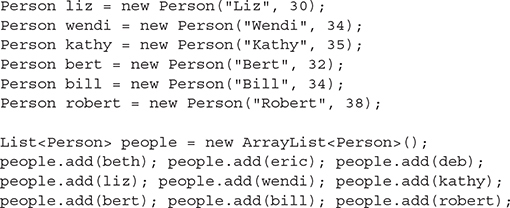 Person liz = new Person("Liz", 30);
Person wendi = new Person("Wendi", 34);
Person kathy = new Person("Kathy", 35);
Person bert = new Person("Bert", 32);
Person bill = new Person("Bill", 34);
Person robert = new Person("Robert", 38);
List<Person> people = new ArrayList<Person>();
people.add(beth); people.add(eric); people.add(deb);
people.add(liz); people.add(wendi); people.add(kathy);
people.add(bert); people.add(bill); people.add(robert);